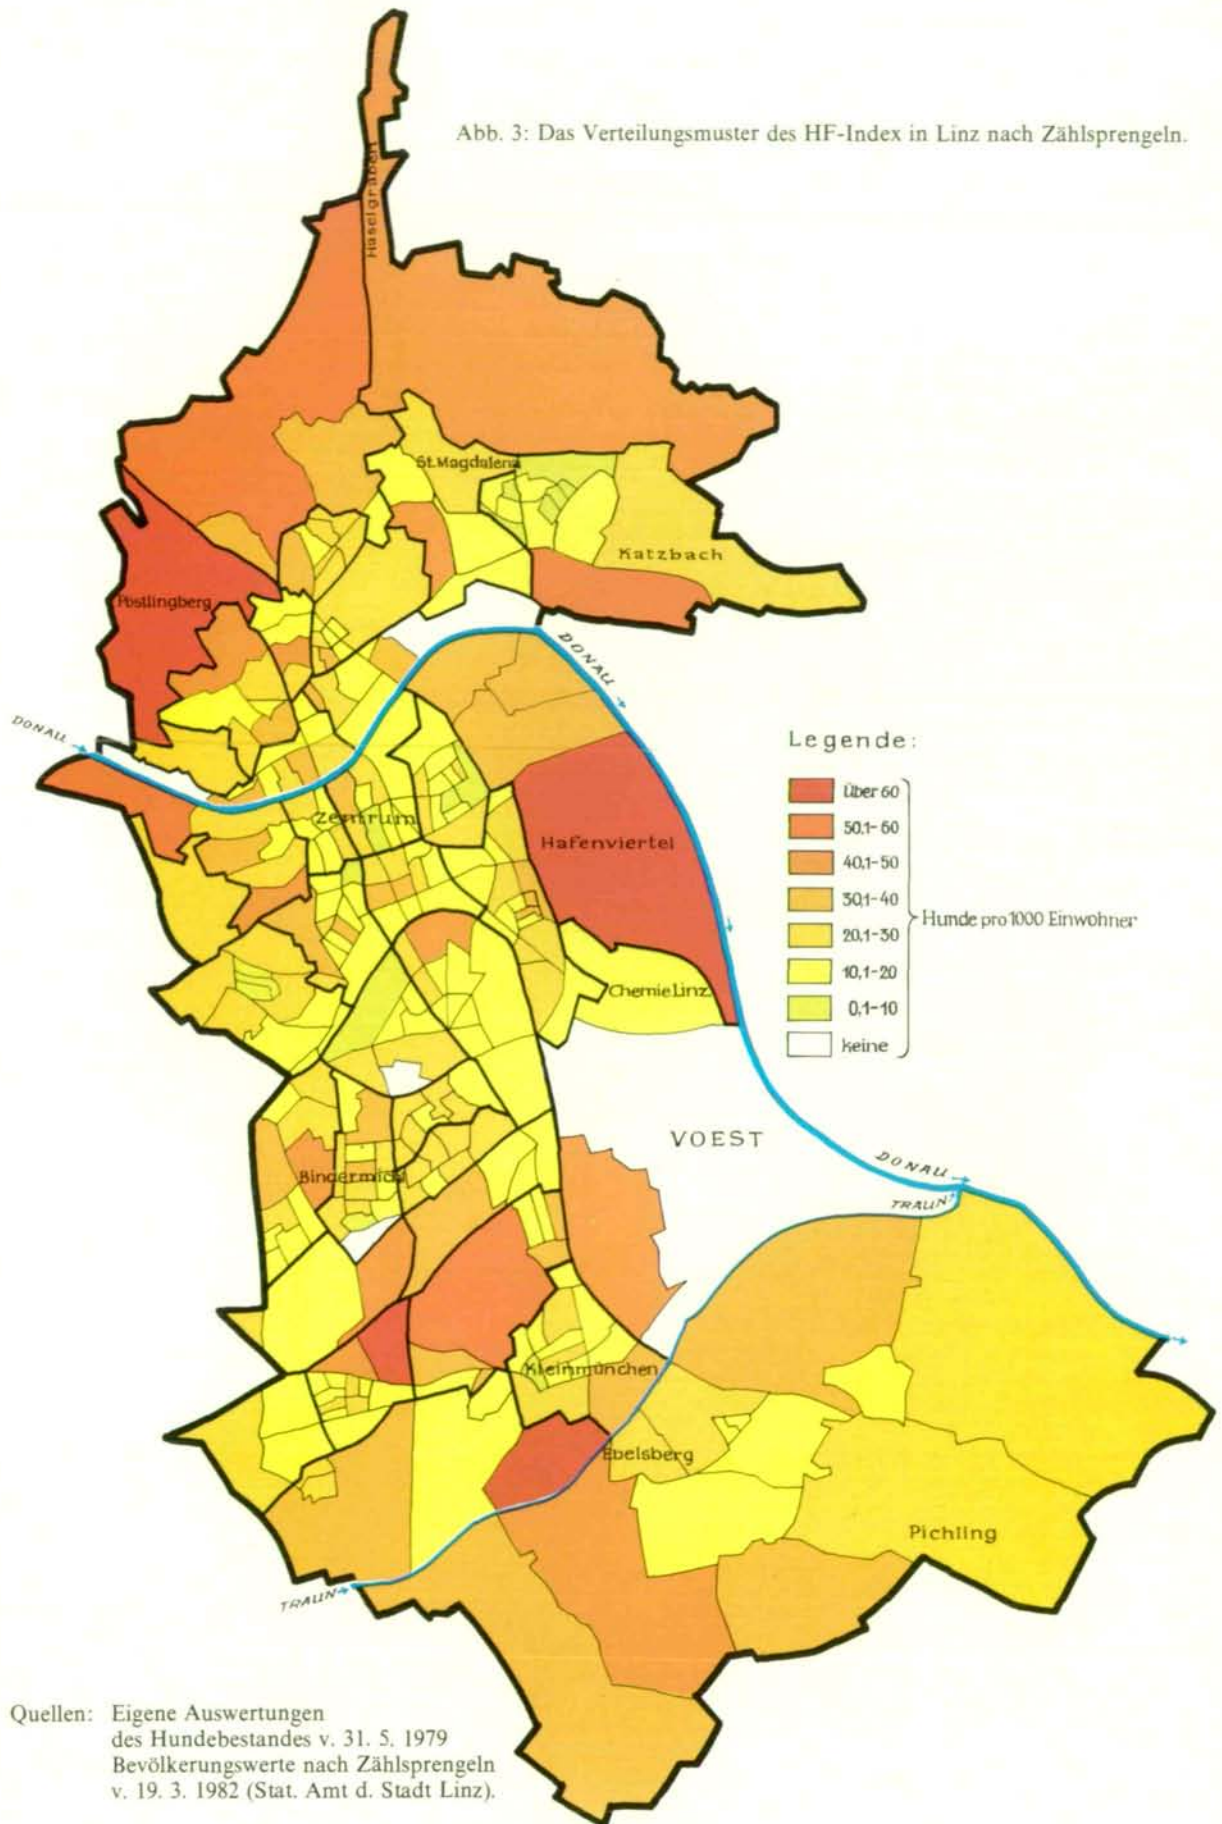 Abb. 3: Das Verteilungsmuster des HF-Index in Linz nach Zählsprengeln.
Haselgraben
St.Magdalena
Katzbach
Pöstlingberg
DONAU
DONAU
Legende:
Über 60
50,1-60
40,1-50
30,1-40
20,1-30
10,1-20
0,1-10
keine
Hunde pro 1000 Einwohner
Zentrum
Hafenviertel
Chemie Linz
VOEST
DONAU
TRAUN
Bindermichl
Kleinmünchen
Ebelsberg
Pichling
TRAUN
Quellen: Eigene Auswertungen
des Hundebestandes v. 31. 5. 1979
Bevölkerungswerte nach Zählsprengeln
v. 19. 3. 1982 (Stat. Amt d. Stadt Linz).